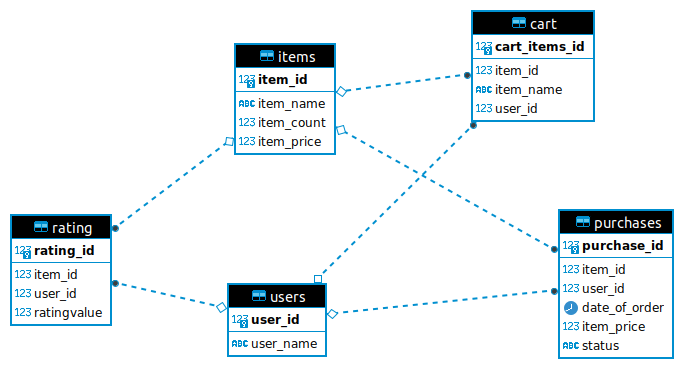 cart
123 cart_items_id
123 item_id
ABC item_name
123 user_id
items
123 item_id
ABC item_name
123 item_count
123 item_price
rating
123 rating_id
123 item_id
123 user_id
123 ratingvalue
users
123 user_id
ABC user_name
purchases
123 purchase_id
123 item_id
123 user_id
date_of_order
123 item_price
ABC status